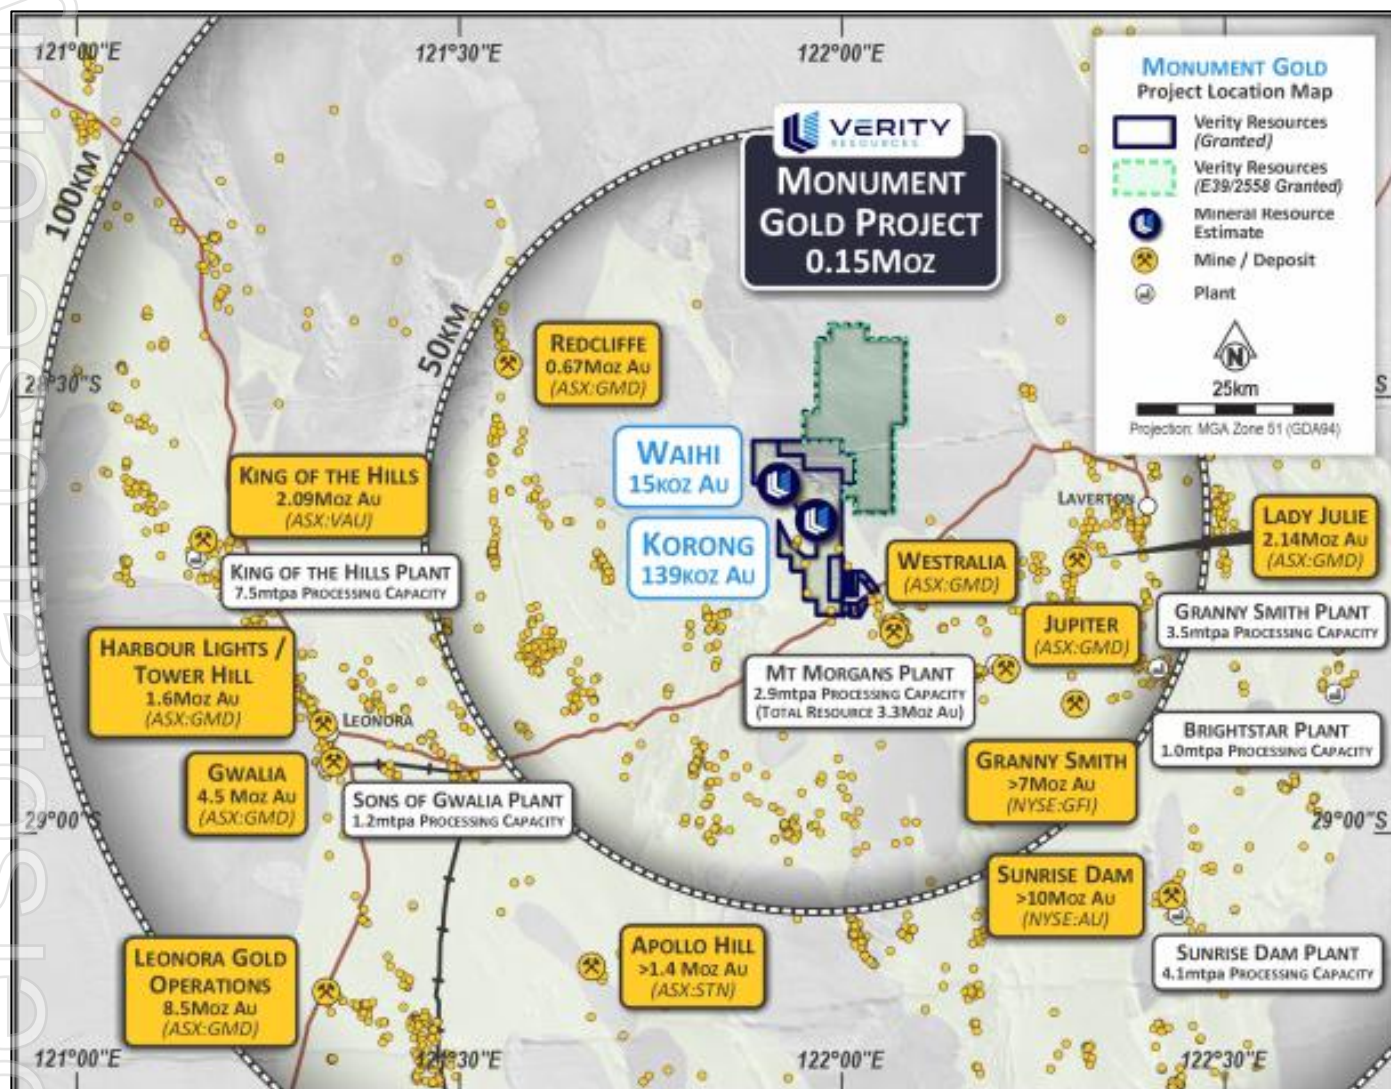 121°00"E
121°30"E
122°00"E
MONUMENT GOLD
Project Location Map
Verity Resources
(Granted)
Verity Resources
(E39/2558 Granted)
Mineral Resource
Estimate
Mine / Deposit
Plant
N
25km
Projection: MGA Zone 51 (GDA94)
VERITY
RESOURCES
MONUMENT
GOLD PROJECT
0.15MOZ
100KM
50KM
REDCLIFFE
0.67MOZ AU
(ASX:GMD)
28°30"S
S
WAIHI
15KOZ AU
KORONG
139KOZ AU
KING OF THE HILLS
2.09MOZ AU
(ASX:VAU)
KING OF THE HILLS PLANT
7.5mtpa PROCESSING CAPACITY
LAVERTON
LADY JULIE
2.14MOZ AU
(ASX:GMD)
WESTRALIA
(ASX:GMD)
JUPITER
(ASX:GMD)
GRANNY SMITH PLANT
3.5mtpa PROCESSING CAPACITY
HARBOUR LIGHTS /
TOWER HILL
1.6MOZ AU
(ASX:GMD)
LEONORA
MT MORGANS PLANT
2.9mtpa PROCESSING CAPACITY
(TOTAL RESOURCE 3.3MOZ AU)
BRIGHTSTAR PLANT
1.0mtpa PROCESSING CAPACITY
GWALIA
4.5 MOZ AU
(ASX:GMD)
SONS OF GWALIA PLANT
1.2mtpa PROCESSING CAPACITY
GRANNY SMITH
>7MOZ AU
(NYSE:GFI)
29°00"S
29°00"S
SUNRISE DAM
>10MOZ AU
(NYSE:AU)
SUNRISE DAM PLANT
4.1mtpa PROCESSING CAPACITY
APOLLO HILL
>1.4 MOZ AU
(ASX:STN)
LEONORA GOLD
OPERATIONS
8.5MOZ AU
(ASX:GMD)
121°00"E
121°30"E
122°00"E
122°30"E